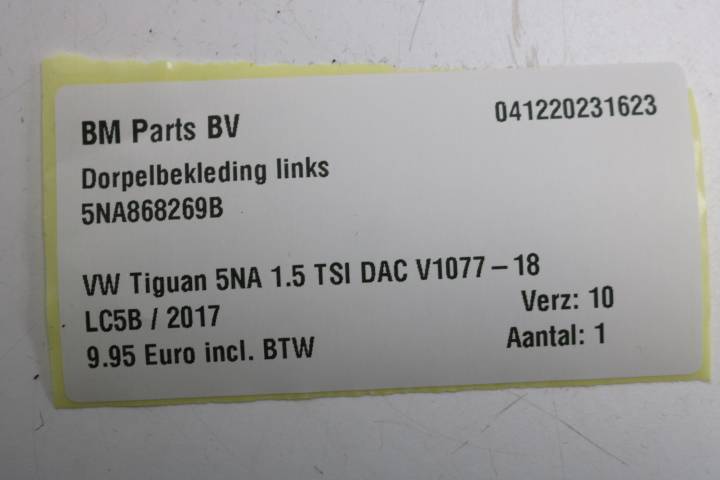 BM Parts BV 041220231623
Dorpelbekleding links
5NA868269B
VW Tiguan 5NA 1.5 TSI DAC V1077 – 18
LC5B / 2017 Verz: 10
9.95 Euro incl. BTW Aantal: 1